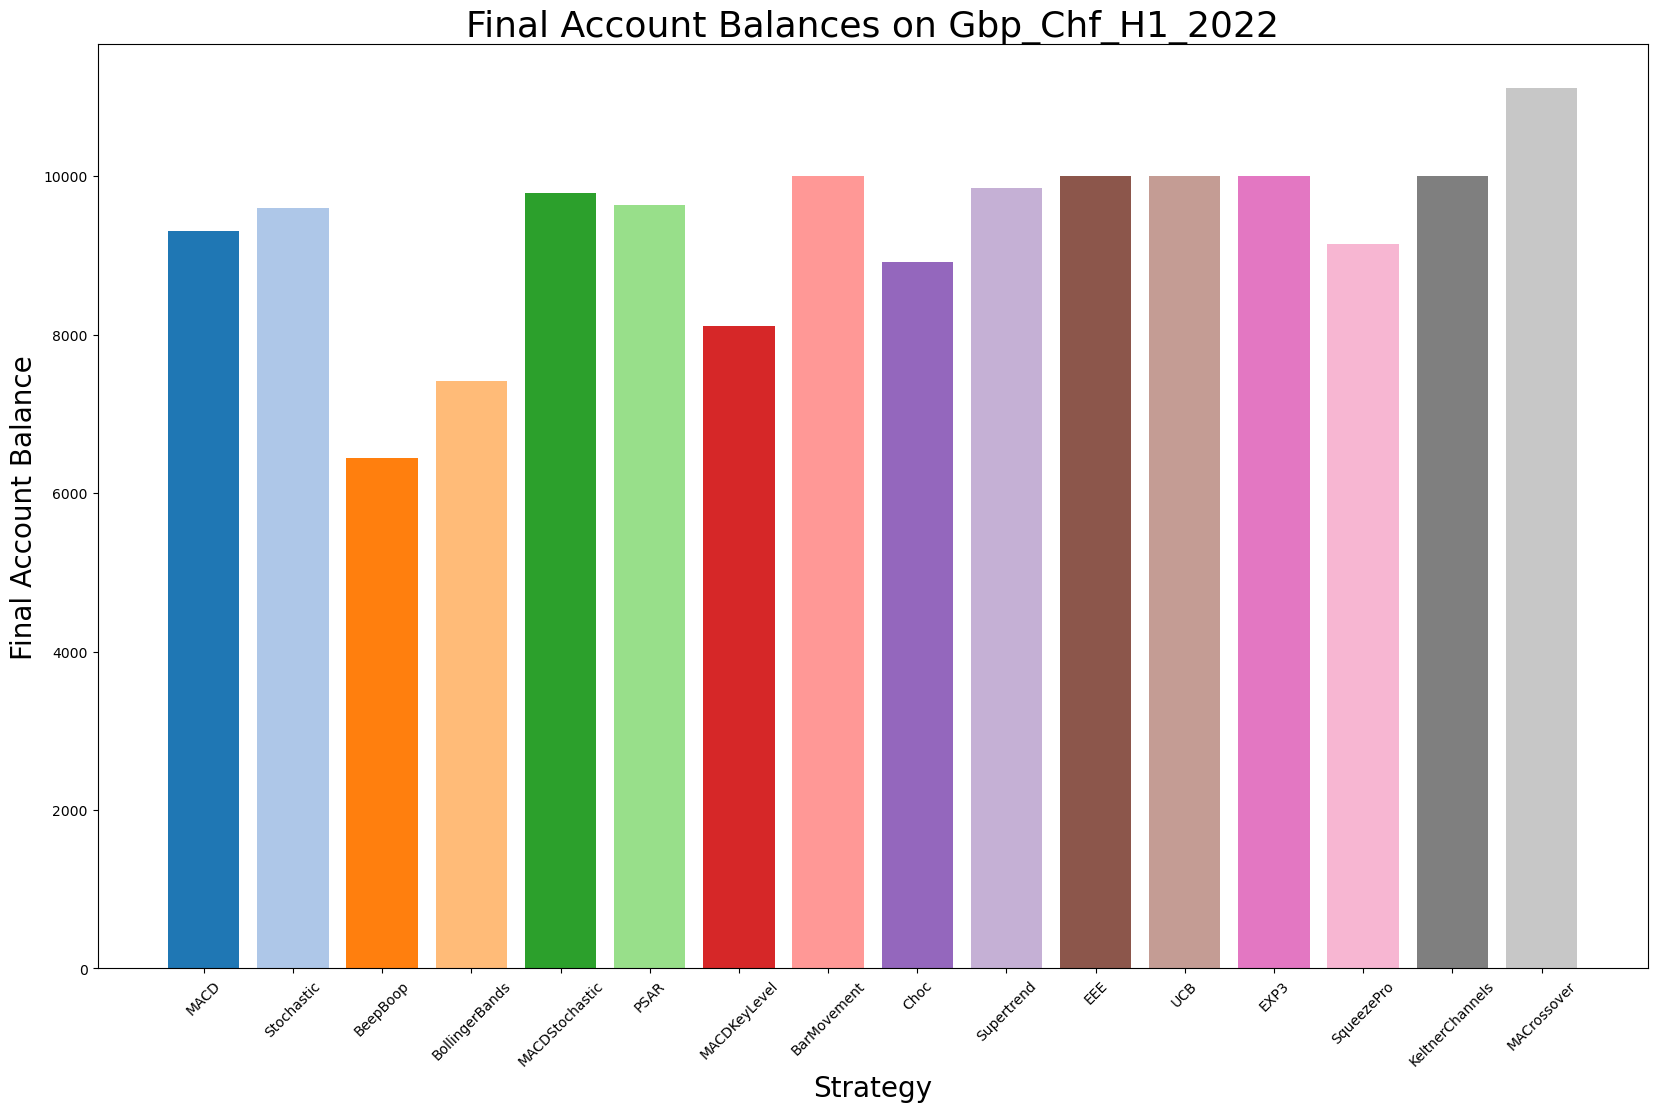 Final Account Balances on Gbp_Chf_H1_2022
Final Account Balance
10000
8000
6000
4000
2000
0
MACD
Stochastic
BeepBoop
BollingerBands
MACDStochastic
PSAR
MACDKeyLevel
BarMovement
Choc
Supertrend
EEE
UCB
EXP3
SqueezePro
KeltnerChannels
MACrossover
Strategy